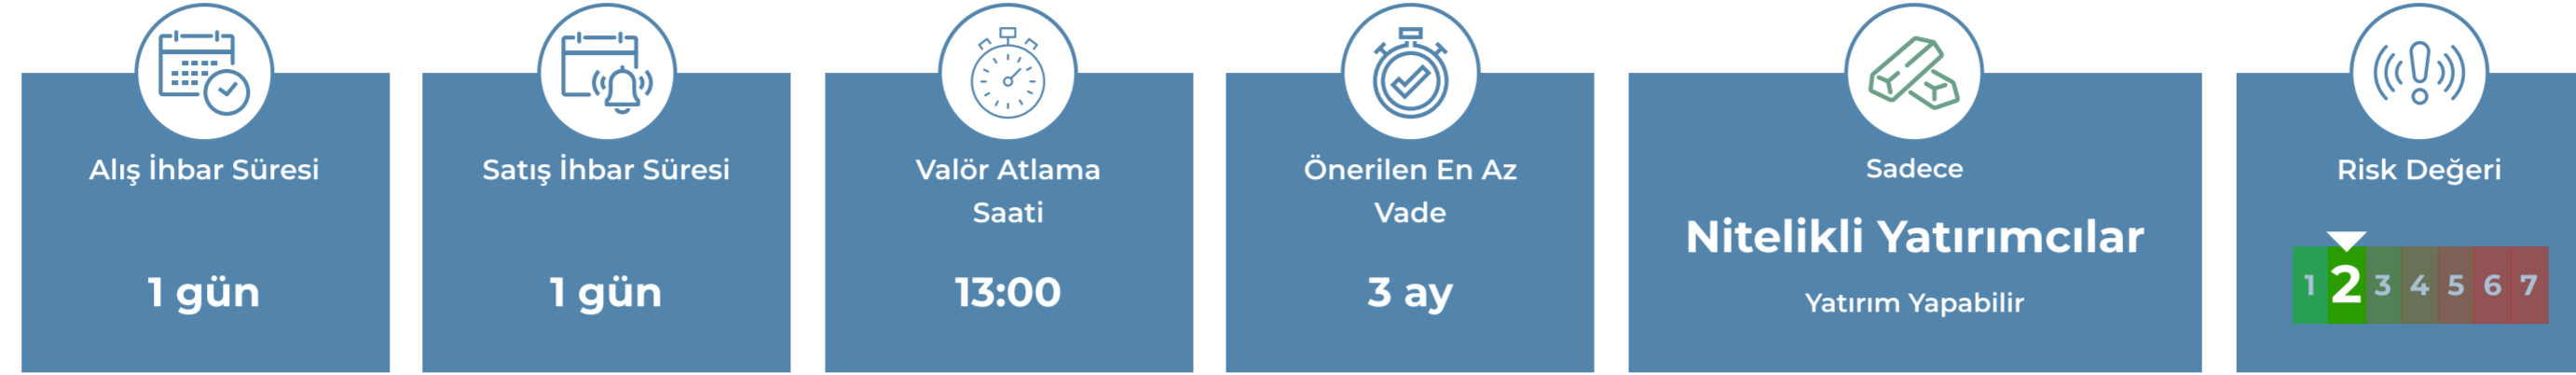 Alış İhbar Süresi
1 gün
Satış İhbar Süresi
1 gün
Valör Atlama
Saati
13:00
Önerilen En Az
Vade
3 ay
Sadece
Nitelikli Yatırımcılar
Yatırım Yapabilir
Risk Değeri
1 2 3 4 5 6 7